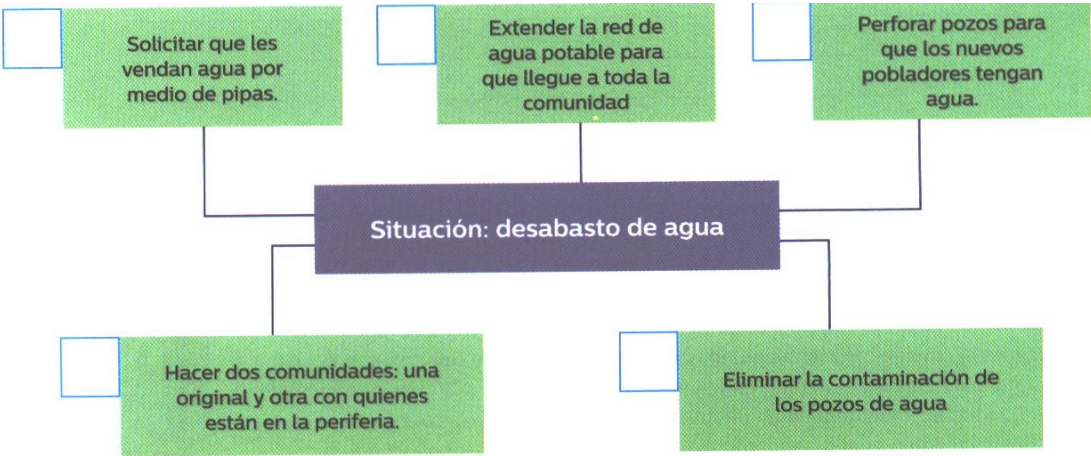 Solicitar que les
vendan agua por
medio de pipas.
Extender la red de
agua potable para
que llegue a toda la
comunidad
Perforar pozos para
que los nuevos
pobladores tengan
agua.
Situación: desabasto de agua
Hacer dos comunidades: una
original y otra con quienes
están en la periferia.
Eliminar la contaminación de
los pozos de agua